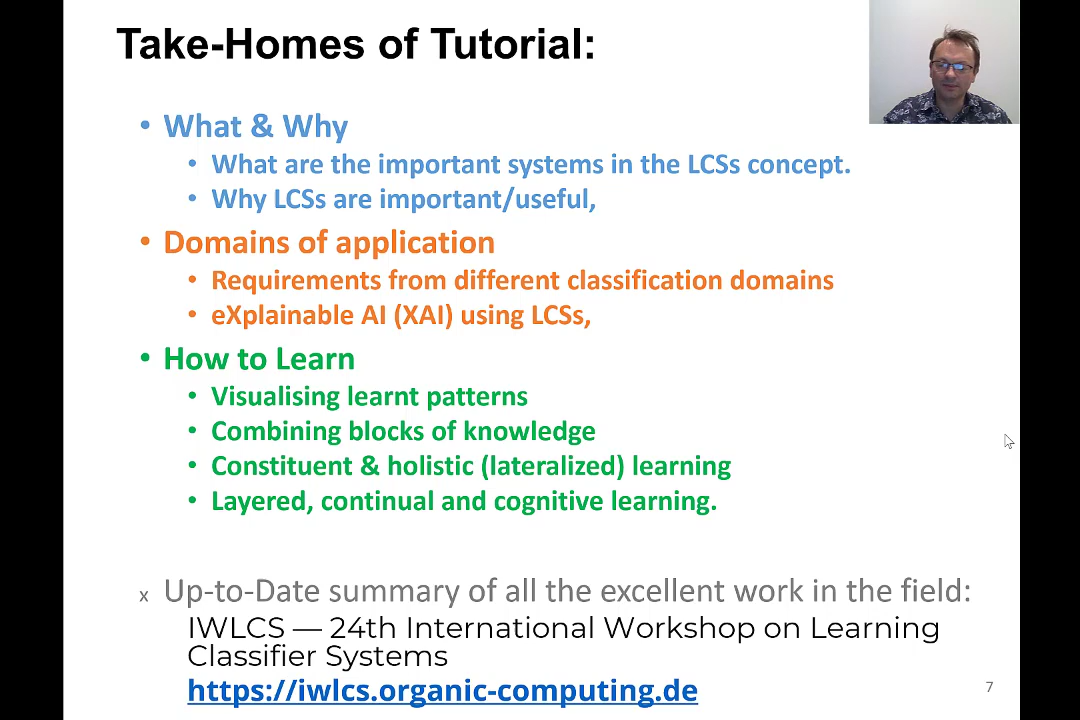 Take-Homes of Tutorial:
• What & Why
• What are the important systems in the LCSs concept.
• Why LCSs are important/useful,
• Domains of application
• Requirements from different classification domains
• eXplainable AI (XAI) using LCSs,
• How to Learn
• Visualising learnt patterns
• Combining blocks of knowledge
• Constituent & holistic (lateralized) learning
• Layered, continual and cognitive learning.
x Up-to-Date summary of all the excellent work in the field:
IWLCS — 24th International Workshop on Learning
Classifier Systems
https://iwlcs.organic-computing.de
7